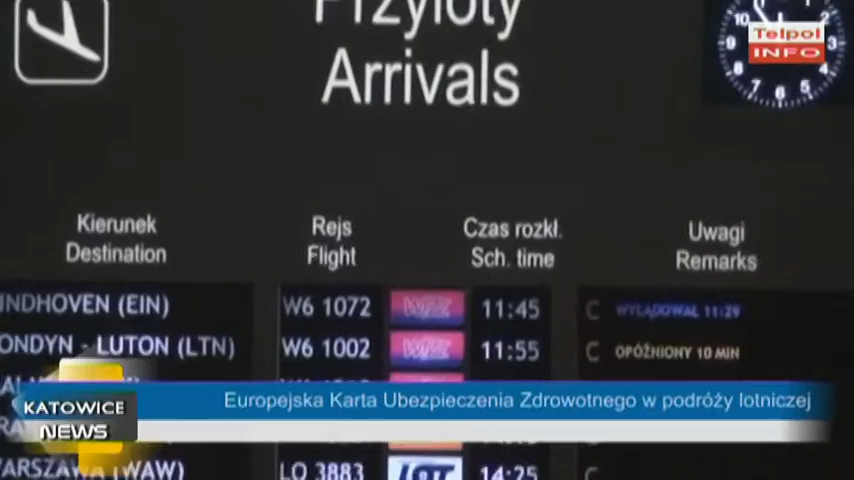 Przyloty
Arrivals
Telpol
INFO
Kierunek
Destination
Rejs
Flight
Czas rozkł.
Sch. time
Uwagi
Remarks
INDHOVEN (EIN) W6 1072 11:45 C WYLĄDOWAŁ 11:29
ONDYN - LUTON (LTN) W6 1002 11:55 C OPÓŹNIONY 10 MIN
Europejska Karta Ubezpieczenia Zdrowotnego w podróży lotniczej
KATOWICE
NEWS
WARSZAWA (WAW) LO 3883 LOT 14:25 C